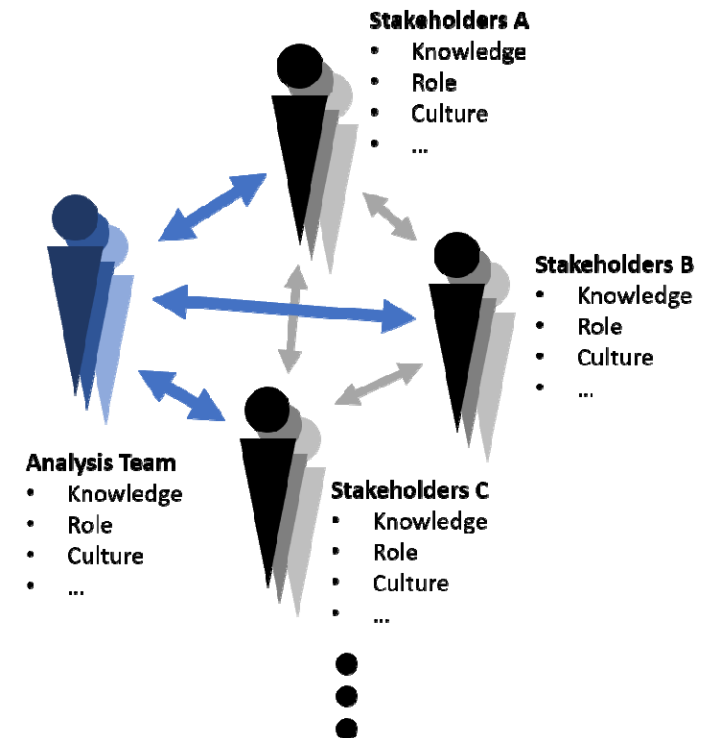 Stakeholders A
• Knowledge
• Role
• Culture
• ...
Stakeholders B
• Knowledge
• Role
• Culture
• ...
Analysis Team
• Knowledge
• Role
• Culture
• ...
Stakeholders C
• Knowledge
• Role
• Culture
• ...